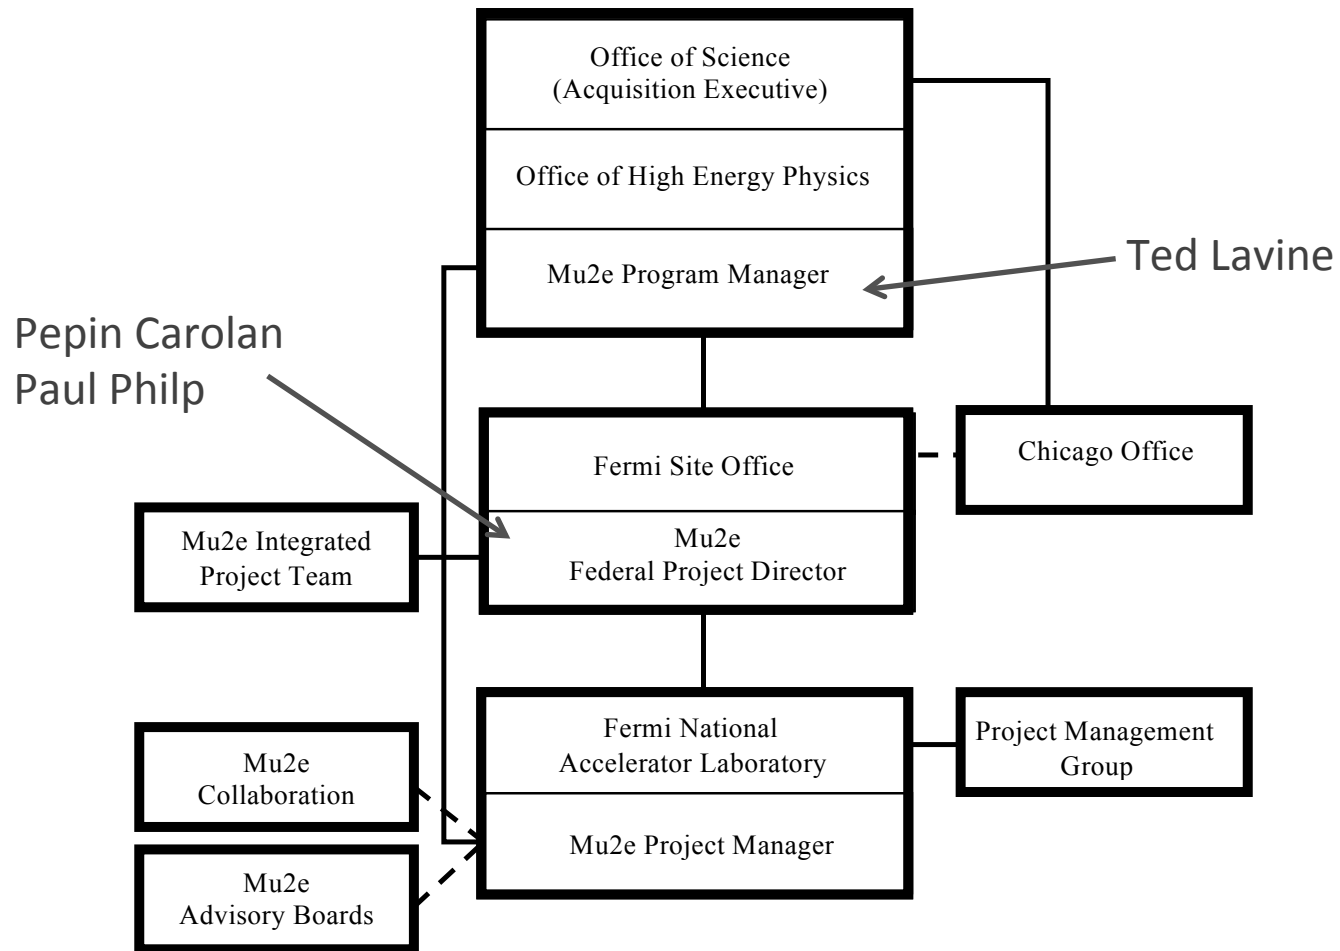 Office of Science
(Acquisition Executive)
Office of High Energy Physics
Mu2e Program Manager
Ted Lavine
Pepin Carolan
Paul Philp
Fermi Site Office
Chicago Office
Mu2e Integrated
Project Team
Mu2e
Federal Project Director
Fermi National
Accelerator Laboratory
Project Management
Group
Mu2e
Collaboration
Mu2e Project Manager
Mu2e
Advisory Boards